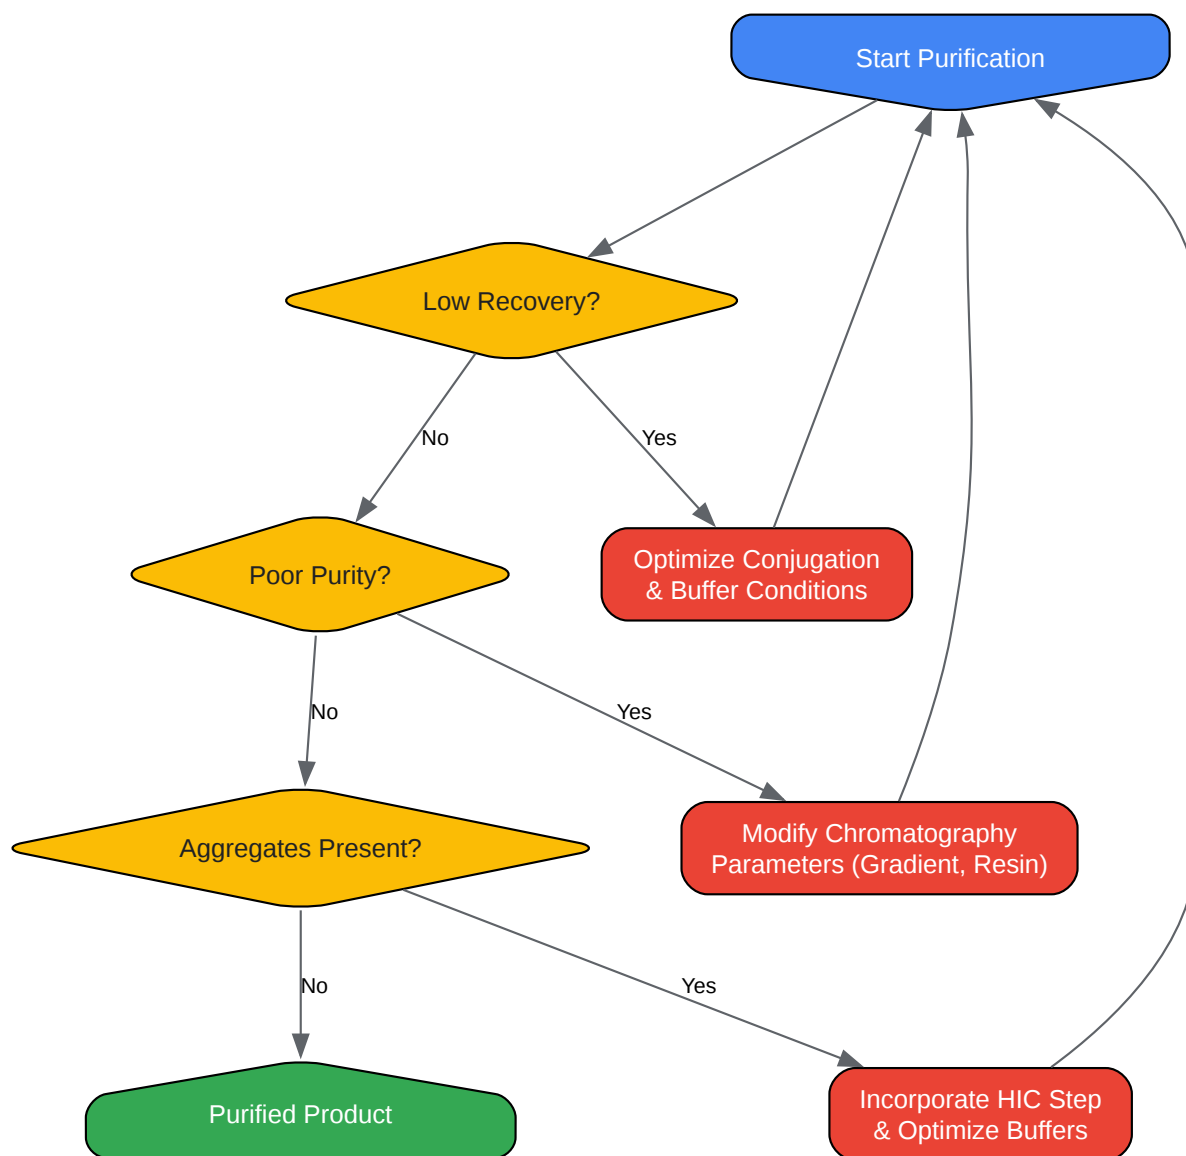 Start Purification
Low Recovery?
No
Yes
Optimize Conjugation
& Buffer Conditions
Poor Purity?
No
Yes
Modify Chromatography
Parameters (Gradient, Resin)
Aggregates Present?
No
Yes
Incorporate HIC Step
& Optimize Buffers
Purified Product